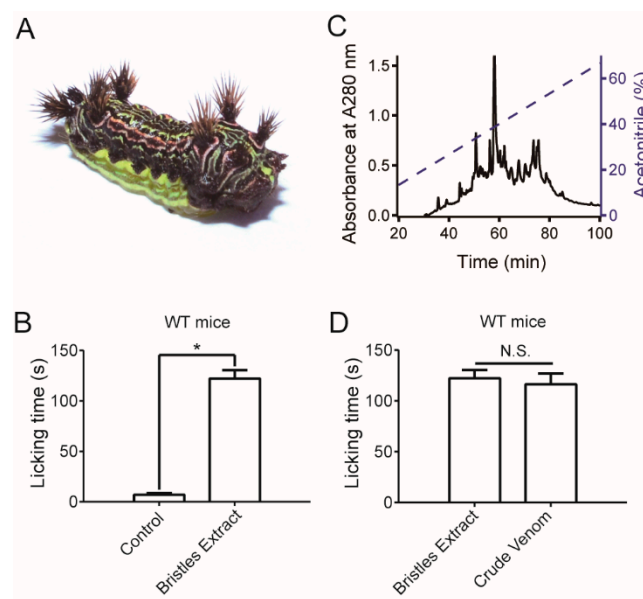 A
C
Absorbance at A280 nm
1.5
1.0
0.5
0.0
60
40
20
0
Acetonitrile (%)
20 40 60 80 100
Time (min)
B
WT mice
Licking time (s)
150
100
50
0
*
Control
Bristles Extract
D
WT mice
Licking time (s)
150
100
50
0
N.S.
Bristles Extract
Crude Venom